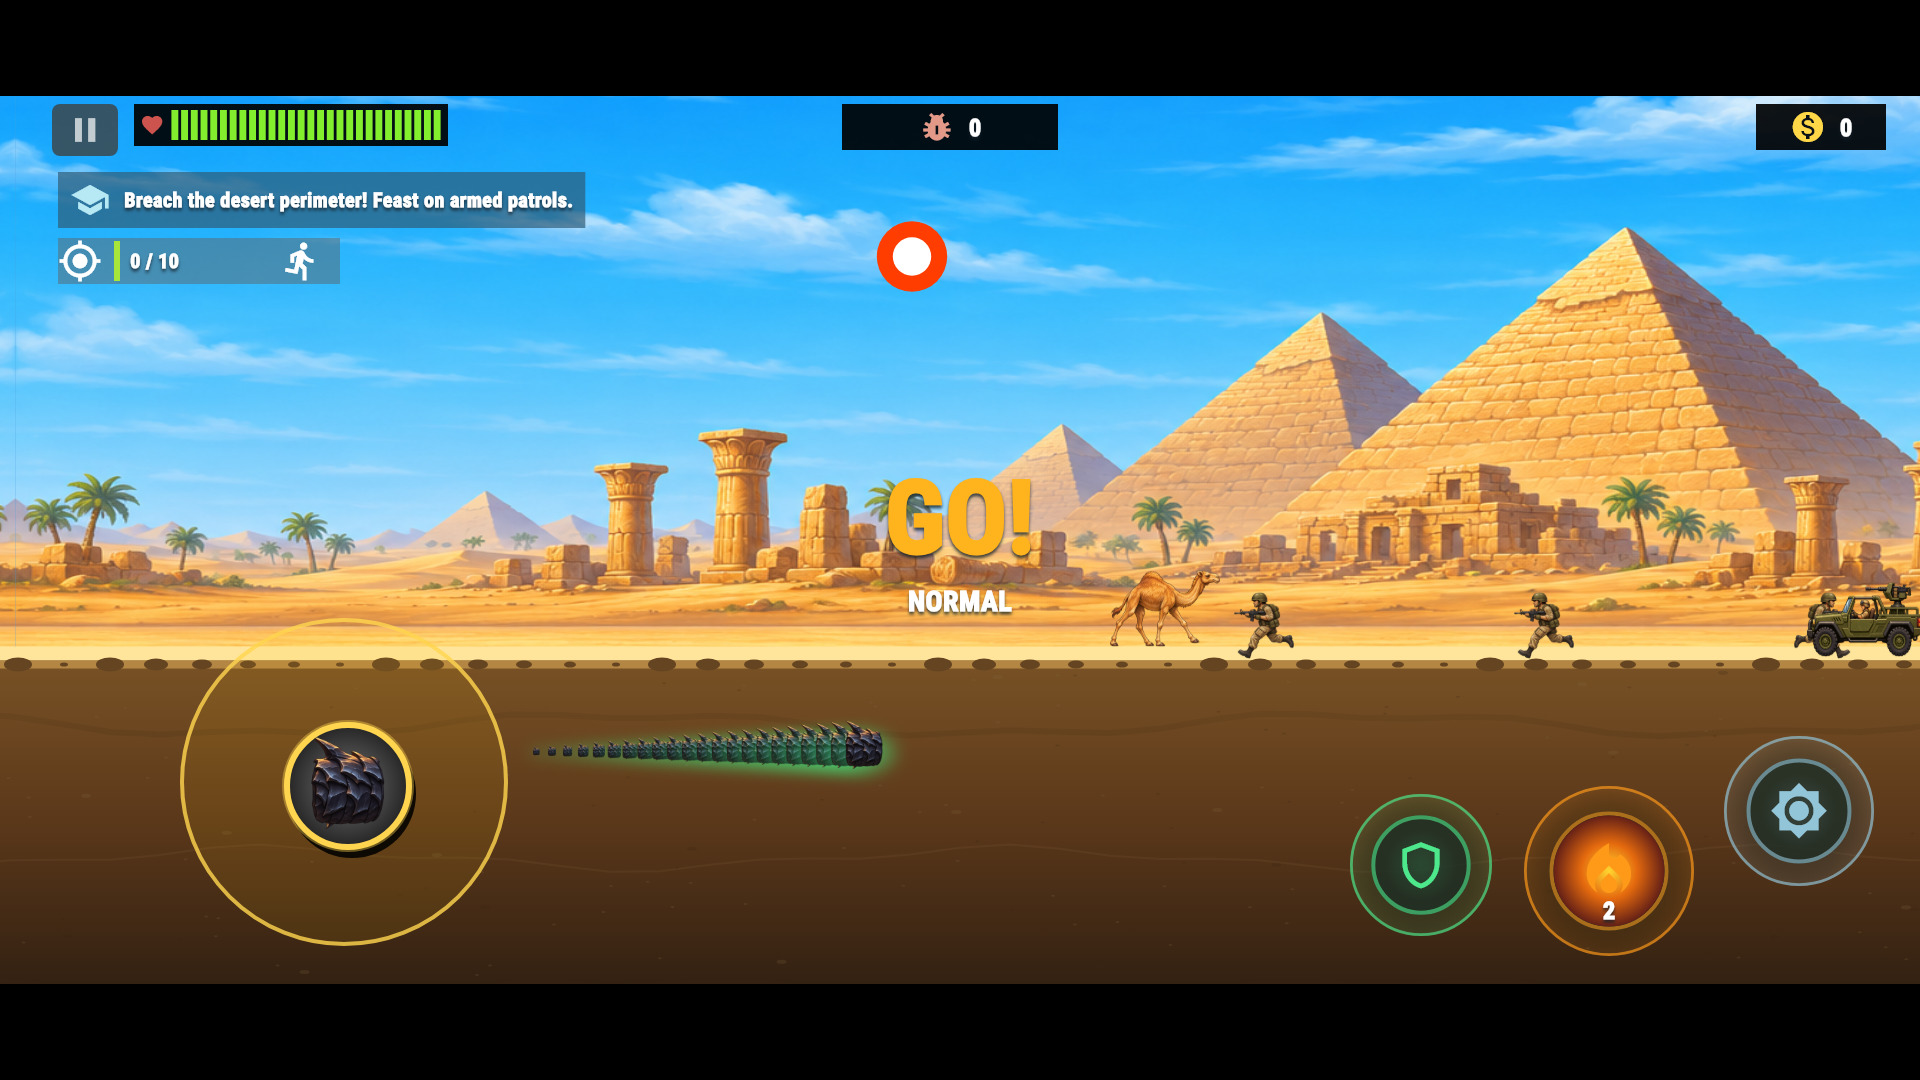 0
0
Breach the desert perimeter! Feast on armed patrols.
0 / 10
GO!
NORMAL
2